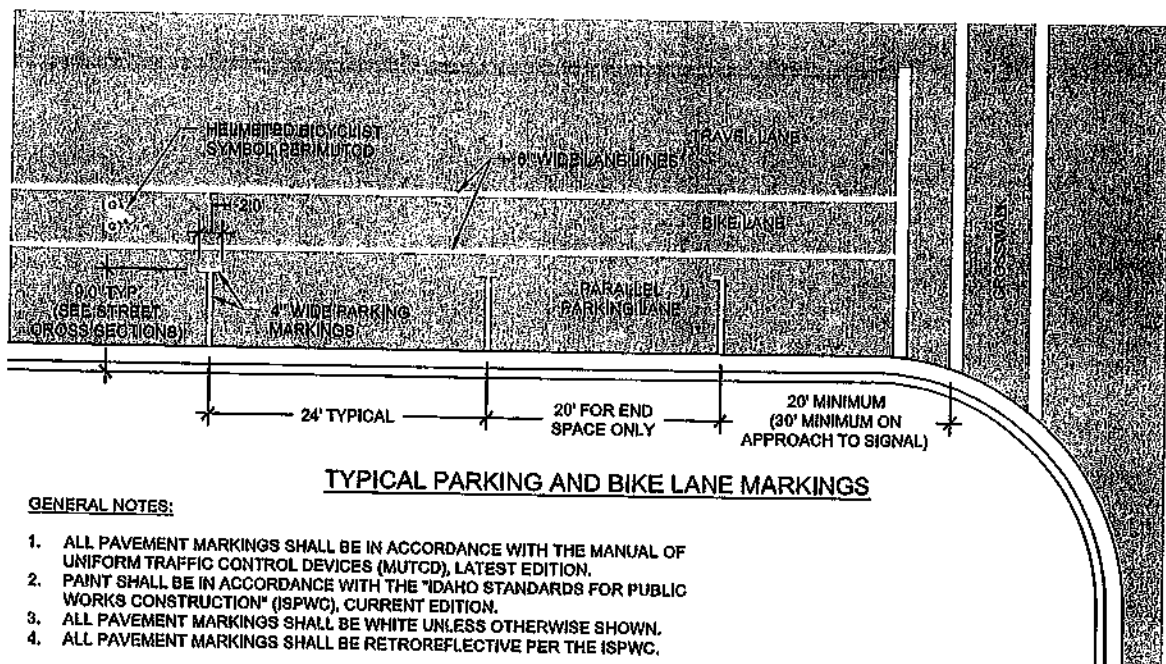 HELMETED BICYCLIST
SYMBOL PER MUTCD
TRAVEL LANE
6" WIDE LANE LINES
BIKE LANE
CROSSWALK
9.0' TYP
(SEE STREET
CROSS SECTIONS)
4" WIDE PARKING
MARKINGS
PARALLEL
PARKING LANE
24' TYPICAL
20' FOR END
SPACE ONLY
20' MINIMUM
(30' MINIMUM ON
APPROACH TO SIGNAL)
TYPICAL PARKING AND BIKE LANE MARKINGS
GENERAL NOTES:
1. ALL PAVEMENT MARKINGS SHALL BE IN ACCORDANCE WITH THE MANUAL OF
UNIFORM TRAFFIC CONTROL DEVICES (MUTCD), LATEST EDITION.
2. PAINT SHALL BE IN ACCORDANCE WITH THE "IDAHO STANDARDS FOR PUBLIC
WORKS CONSTRUCTION" (ISPWC), CURRENT EDITION.
3. ALL PAVEMENT MARKINGS SHALL BE WHITE UNLESS OTHERWISE SHOWN.
4. ALL PAVEMENT MARKINGS SHALL BE RETROREFLECTIVE PER THE ISPWC.